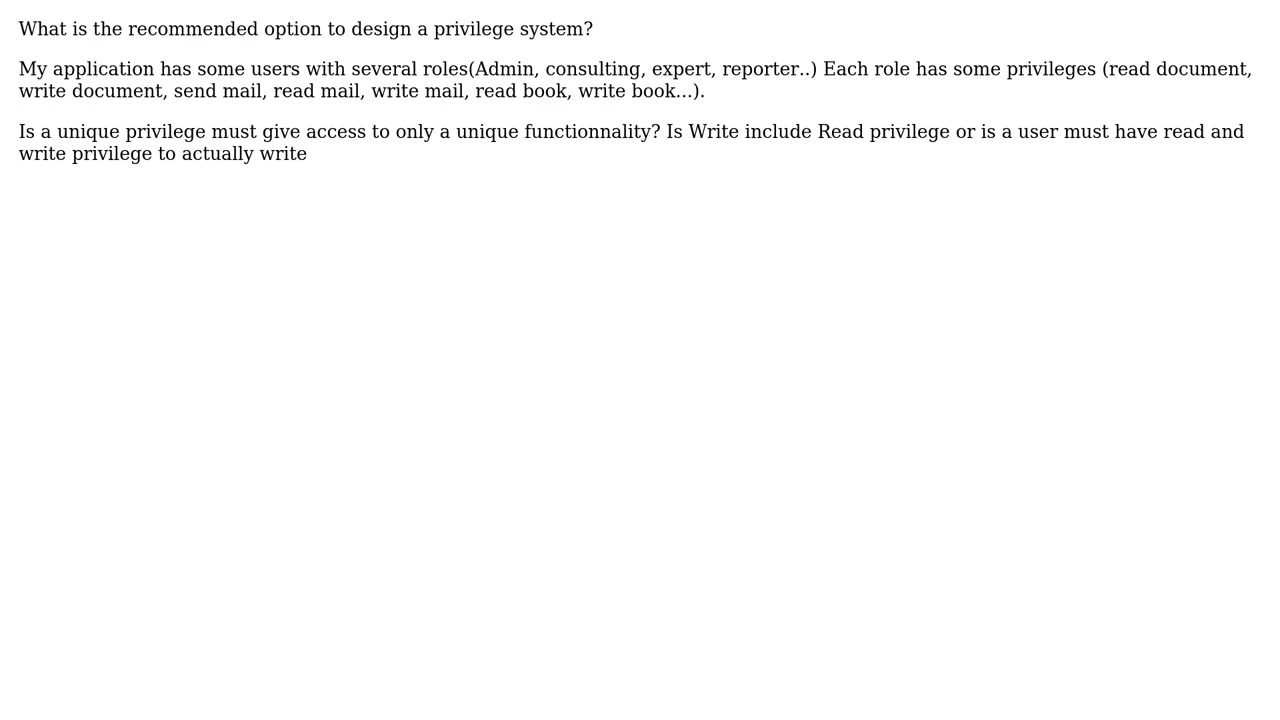 What is the recommended option to design a privilege system?
My application has some users with several roles(Admin, consulting, expert, reporter..) Each role has some privileges (read document,
write document, send mail, read mail, write mail, read book, write book...).
Is a unique privilege must give access to only a unique functionnality? Is Write include Read privilege or is a user must have read and
write privilege to actually write